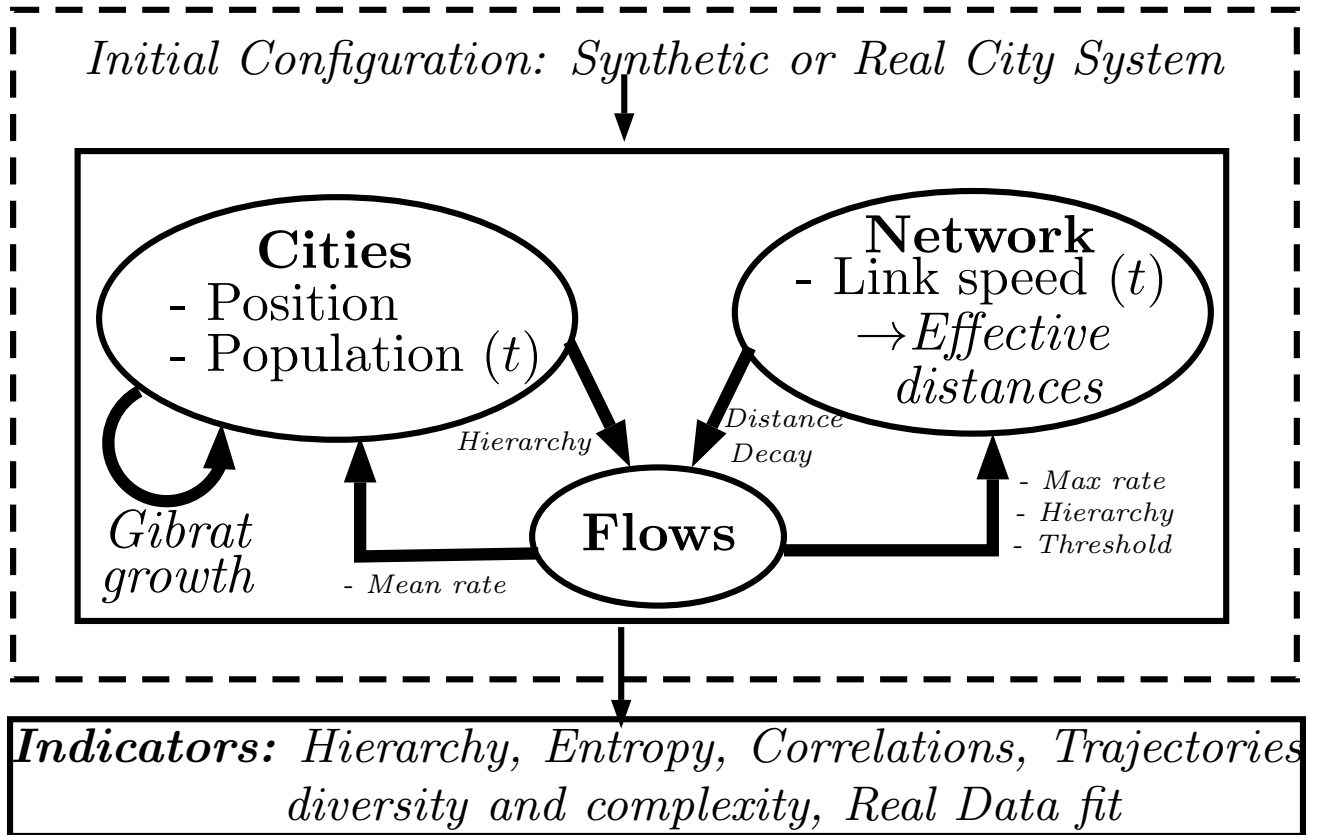 Initial Configuration: Synthetic or Real City System
Cities
- Position
- Population (t)
Network
- Link speed (t)
→Effective
distances
Hierarchy
Distance
Decay
Gibrat
growth
- Mean rate
Flows
- Max rate
- Hierarchy
- Threshold
Indicators: Hierarchy, Entropy, Correlations, Trajectories
diversity and complexity, Real Data fit